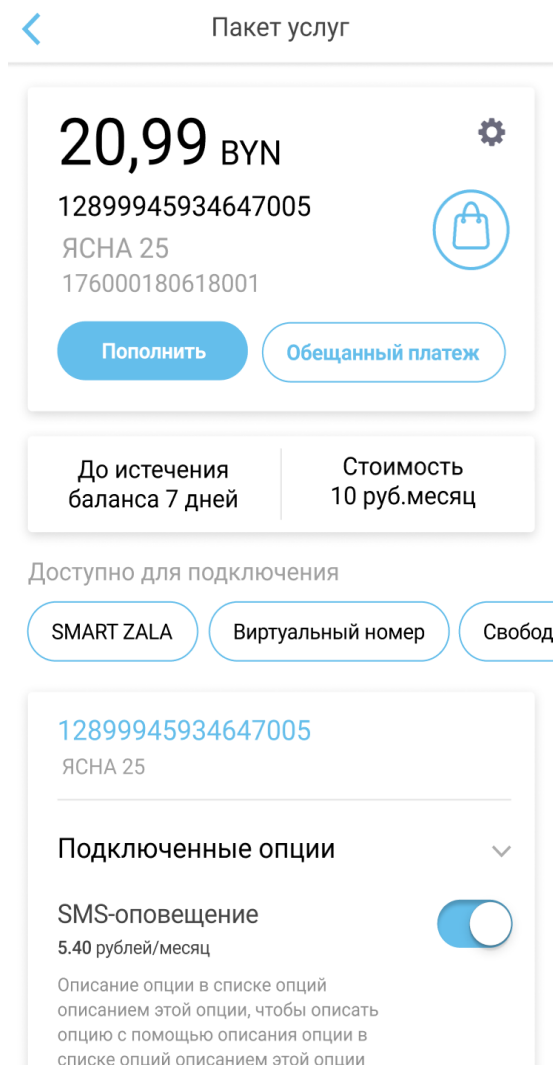 Пакет услуг
20,99 BYN
12899945934647005
ЯСНА 25
176000180618001
Пополнить
Обещанный платеж
До истечения
баланса 7 дней
Стоимость
10 руб.месяц
Доступно для подключения
SMART ZALA
Виртуальный номер
Свобод
12899945934647005
ЯСНА 25
Подключенные опции
SMS-оповещение
5.40 рублей/месяц
Описание опции в списке опций
описанием этой опции, чтобы описать
опцию с помощью описания опции в
списке опций описанием этой опции